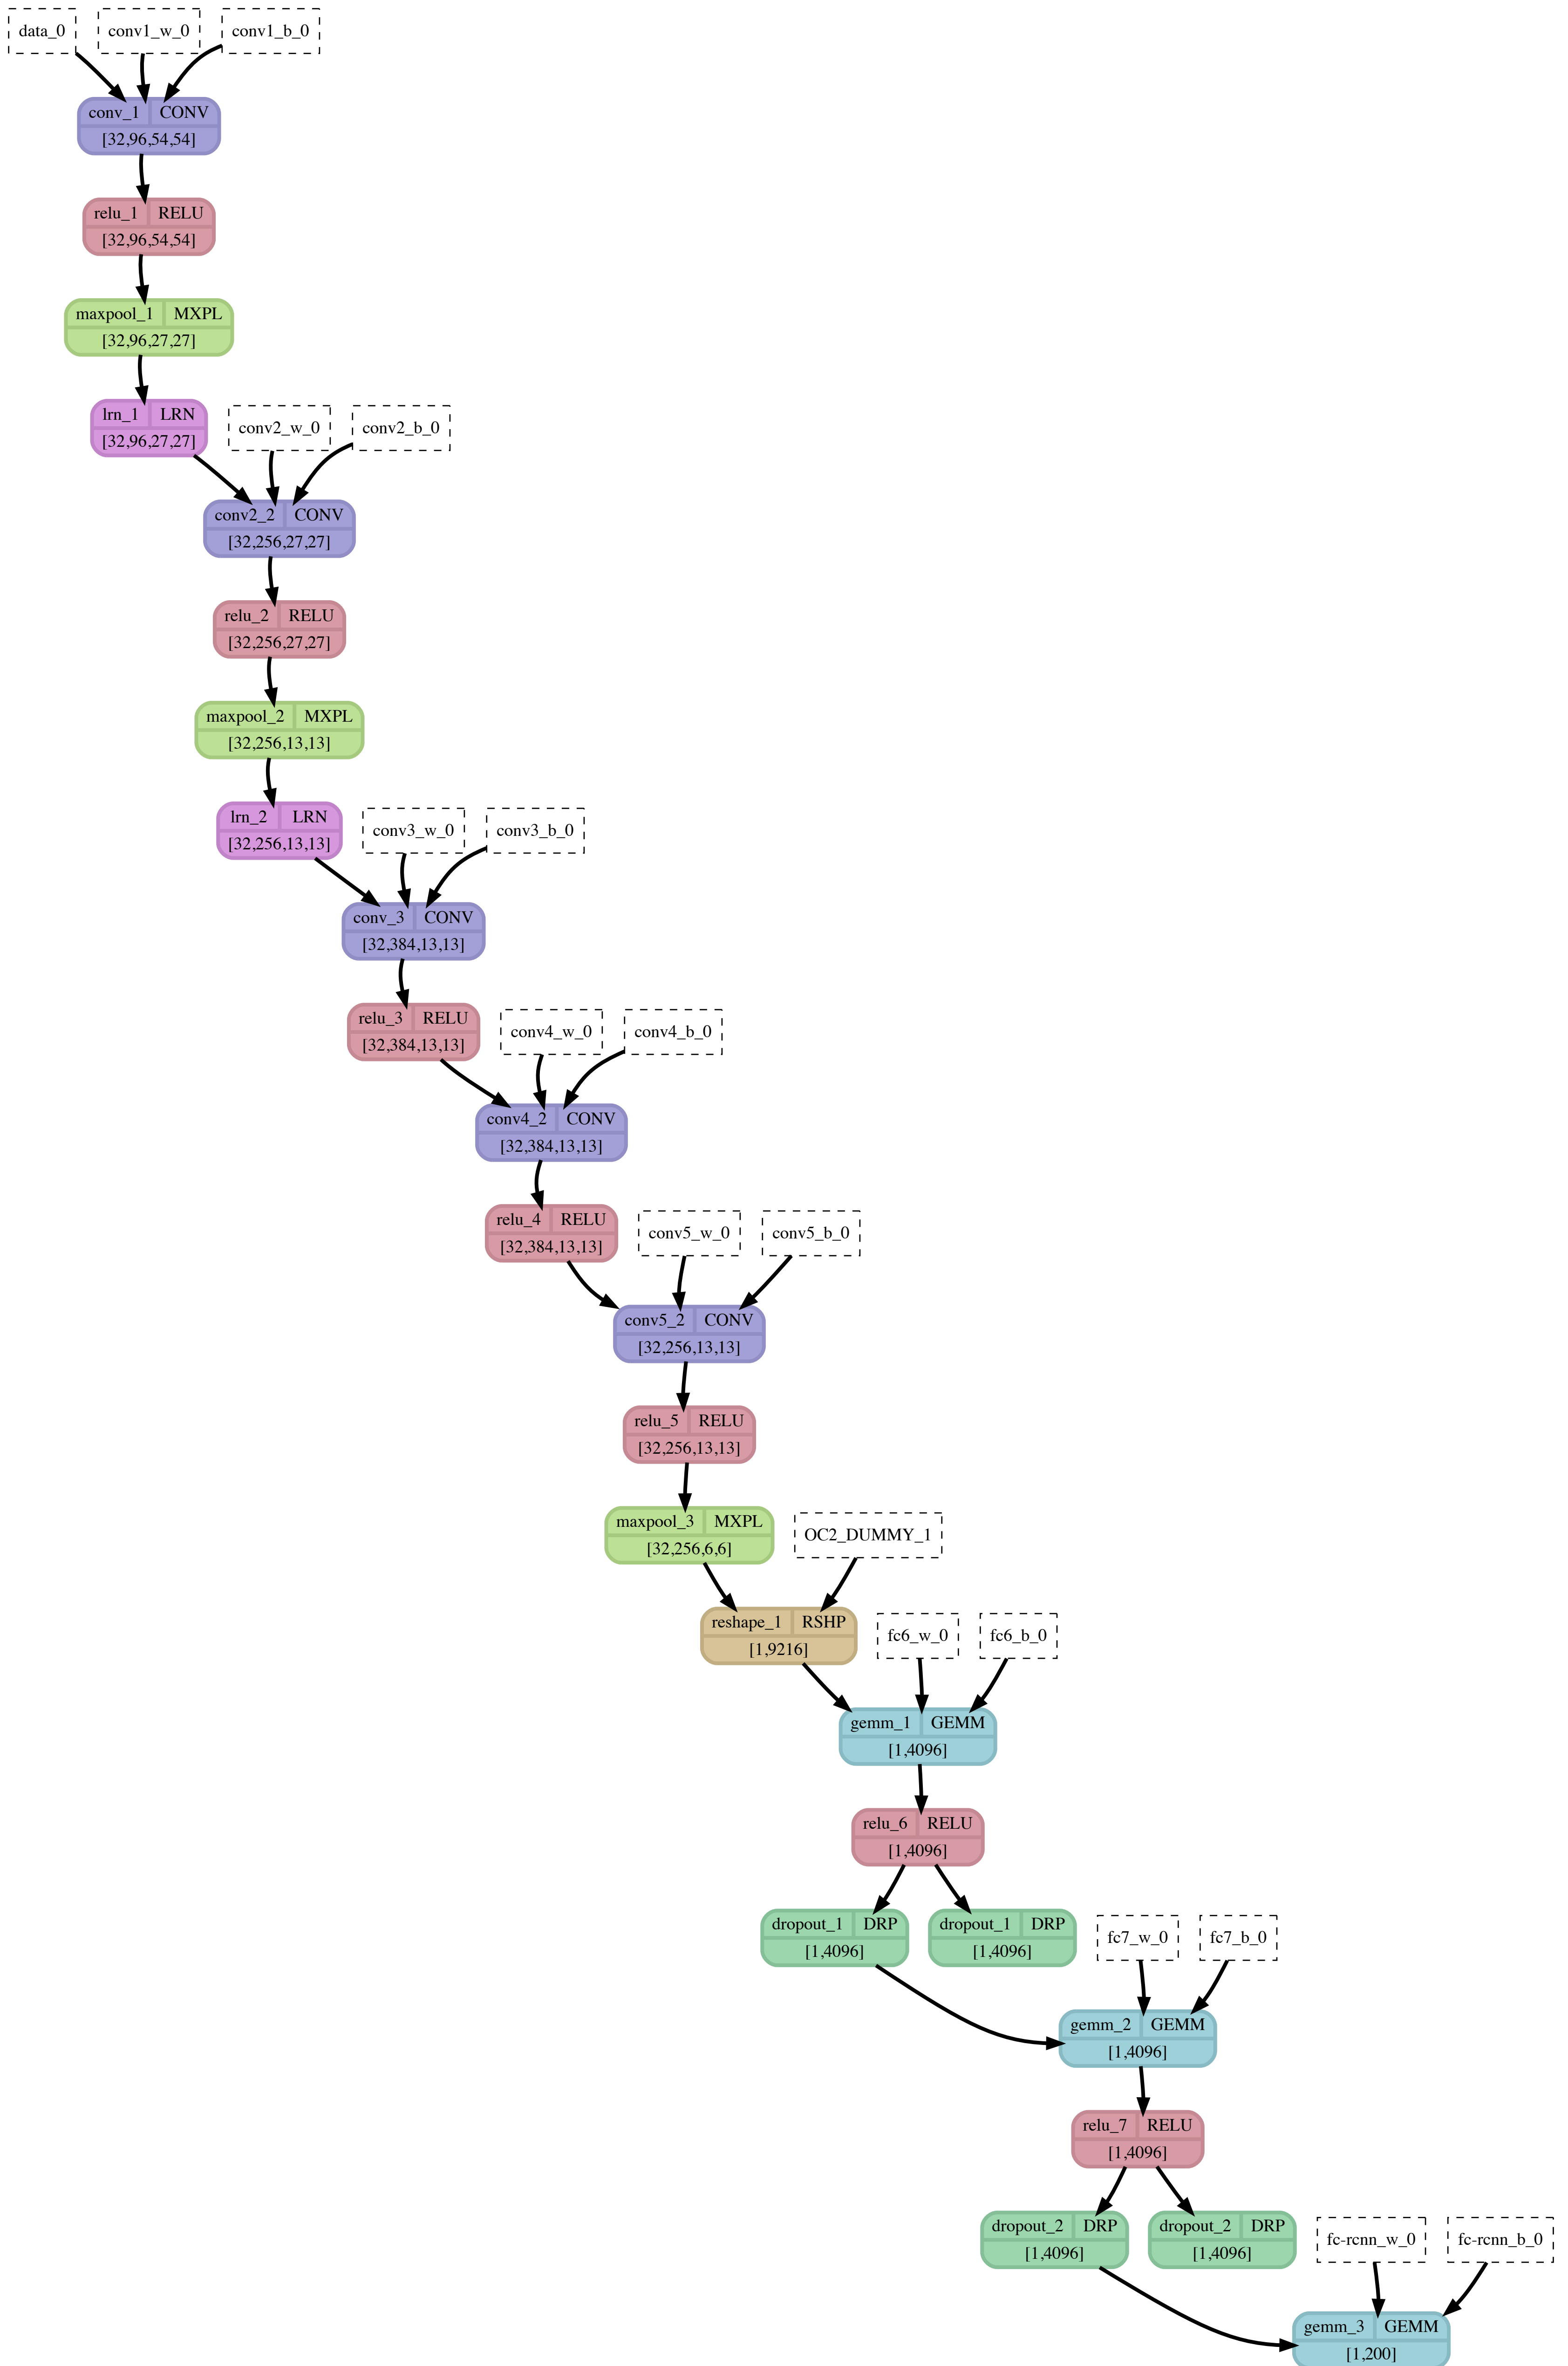 data_0 conv1_w_0 conv1_b_0
conv_1 CONV
[32,96,54,54]
relu_1 RELU
[32,96,54,54]
maxpool_1 MXPL
[32,96,27,27]
lrn_1 LRN
[32,96,27,27]
conv2_w_0 conv2_b_0
conv2_2 CONV
[32,256,27,27]
relu_2 RELU
[32,256,27,27]
maxpool_2 MXPL
[32,256,13,13]
lrn_2 LRN
[32,256,13,13]
conv3_w_0 conv3_b_0
conv_3 CONV
[32,384,13,13]
relu_3 RELU
[32,384,13,13]
conv4_w_0 conv4_b_0
conv4_2 CONV
[32,384,13,13]
relu_4 RELU
[32,384,13,13]
conv5_w_0 conv5_b_0
conv5_2 CONV
[32,256,13,13]
relu_5 RELU
[32,256,13,13]
maxpool_3 MXPL
[32,256,6,6]
OC2_DUMMY_1
reshape_1 RSHP
[1,9216]
fc6_w_0 fc6_b_0
gemm_1 GEMM
[1,4096]
relu_6 RELU
[1,4096]
dropout_1 DRP
[1,4096]
dropout_1 DRP
[1,4096]
fc7_w_0 fc7_b_0
gemm_2 GEMM
[1,4096]
relu_7 RELU
[1,4096]
dropout_2 DRP
[1,4096]
dropout_2 DRP
[1,4096]
fc-rcnn_w_0 fc-rcnn_b_0
gemm_3 GEMM
[1,200]